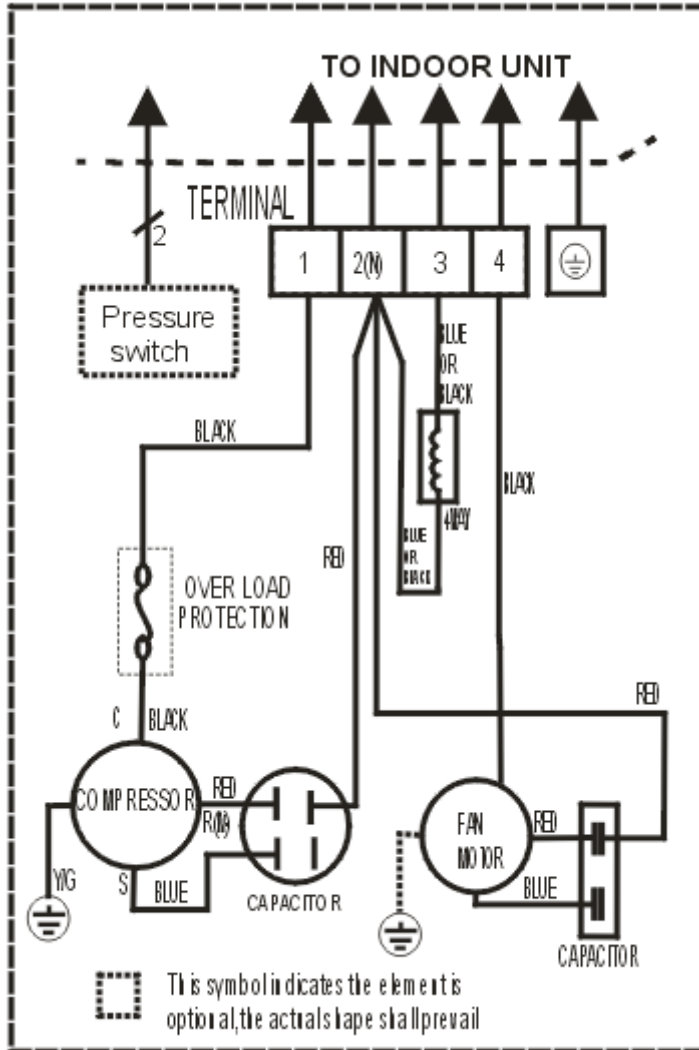 TO INDOOR UNIT
TERMINAL
2
1 2(N) 3 4
Pressure
switch
BLUE
OR
BLACK
BLACK
BLACK
4WAY
RED
BLUE
OR
BLACK
OVER LOAD
PROTECTION
RED
C
BLACK
COMPRESSOR
RED
R(N)
FAN
MOTOR
RED
Y/G
S
BLUE
CAPACITOR
BLUE
CAPACITOR
This symbol indicates the element is
optional,the actual shape shall prevail